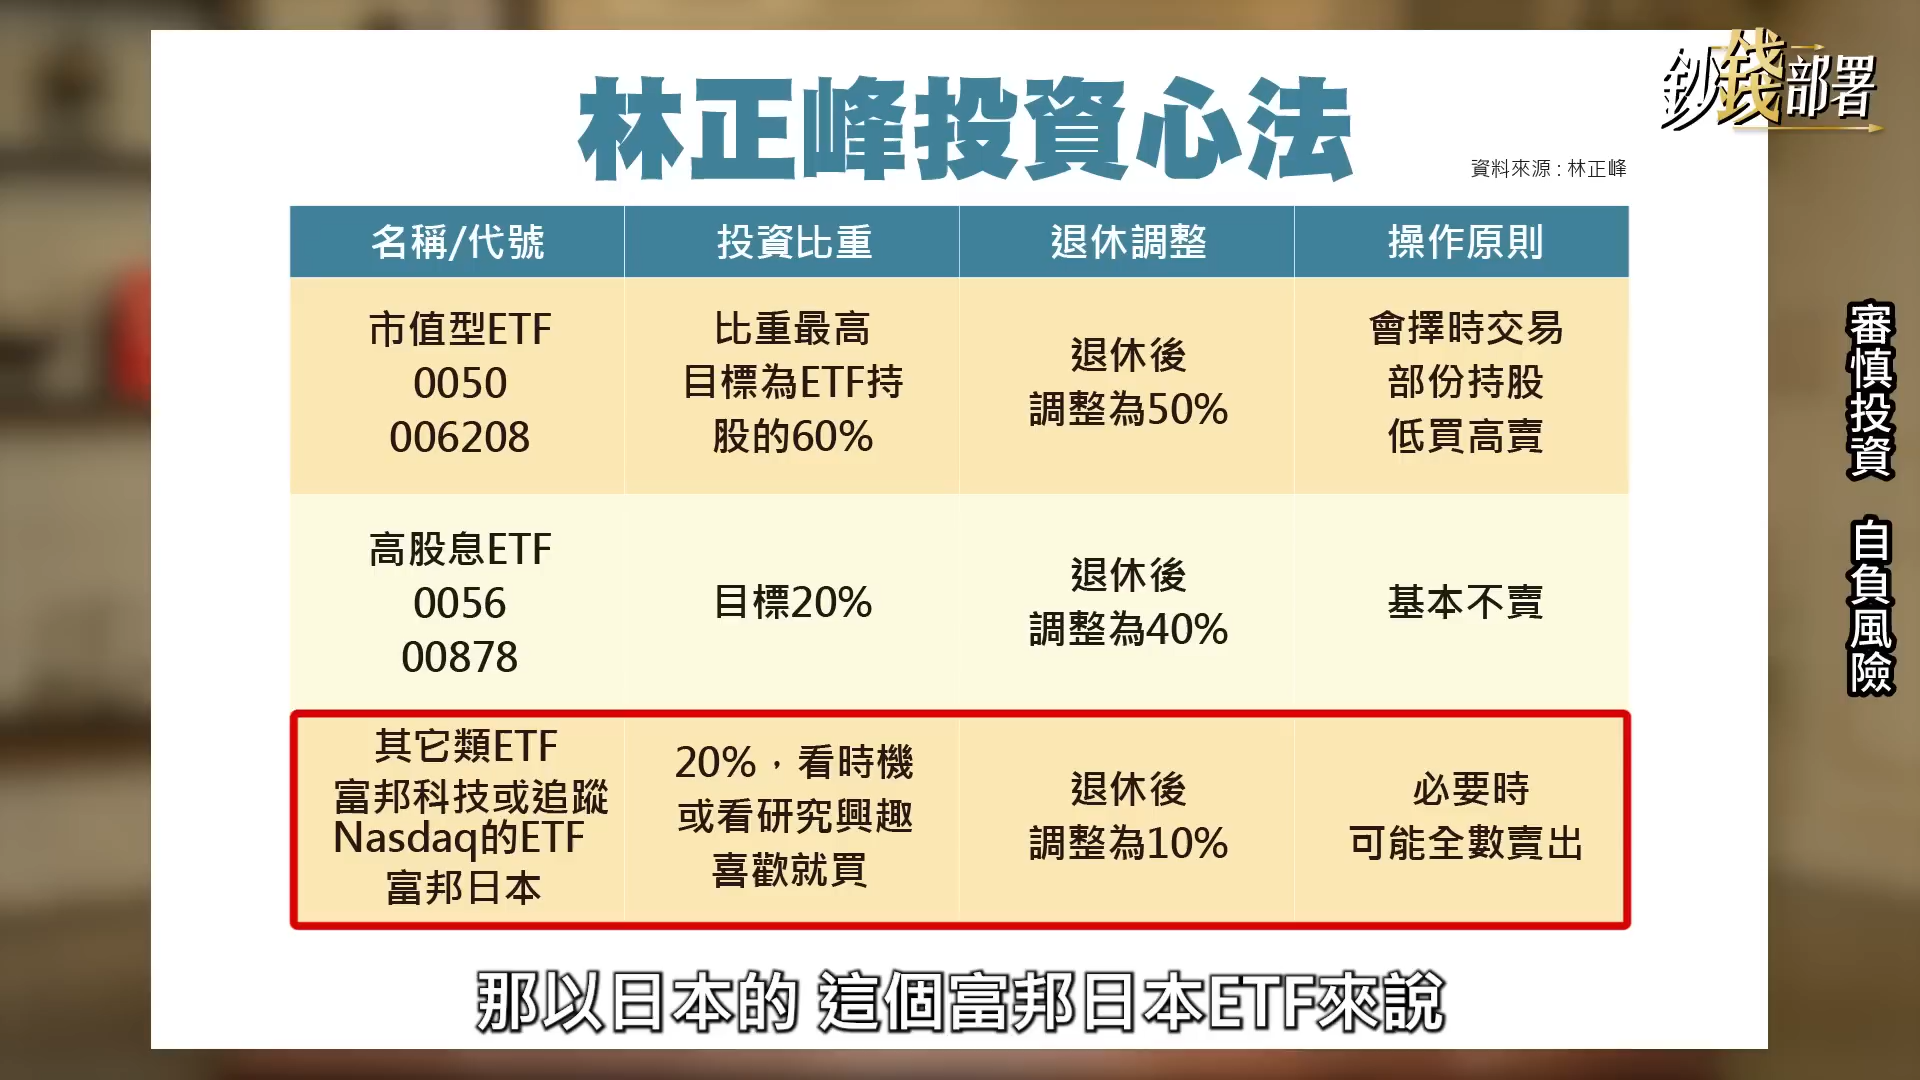 鈔錢部署
林正峰投資心法
資料來源 : 林正峰
名稱/代號
投資比重
退休調整
操作原則
市值型ETF
0050
006208
比重最高
目標為ETF持
股的60%
退休後
調整為50%
會擇時交易
部份持股
低買高賣
高股息ETF
0056
00878
目標20%
退休後
調整為40%
基本不賣
其它類ETF
富邦科技或追蹤
Nasdaq的ETF
富邦日本
20%，看時機
或看研究興趣
喜歡就買
退休後
調整為10%
必要時
可能全數賣出
審慎投資 自負風險
那以日本的 這個富邦日本ETF來說